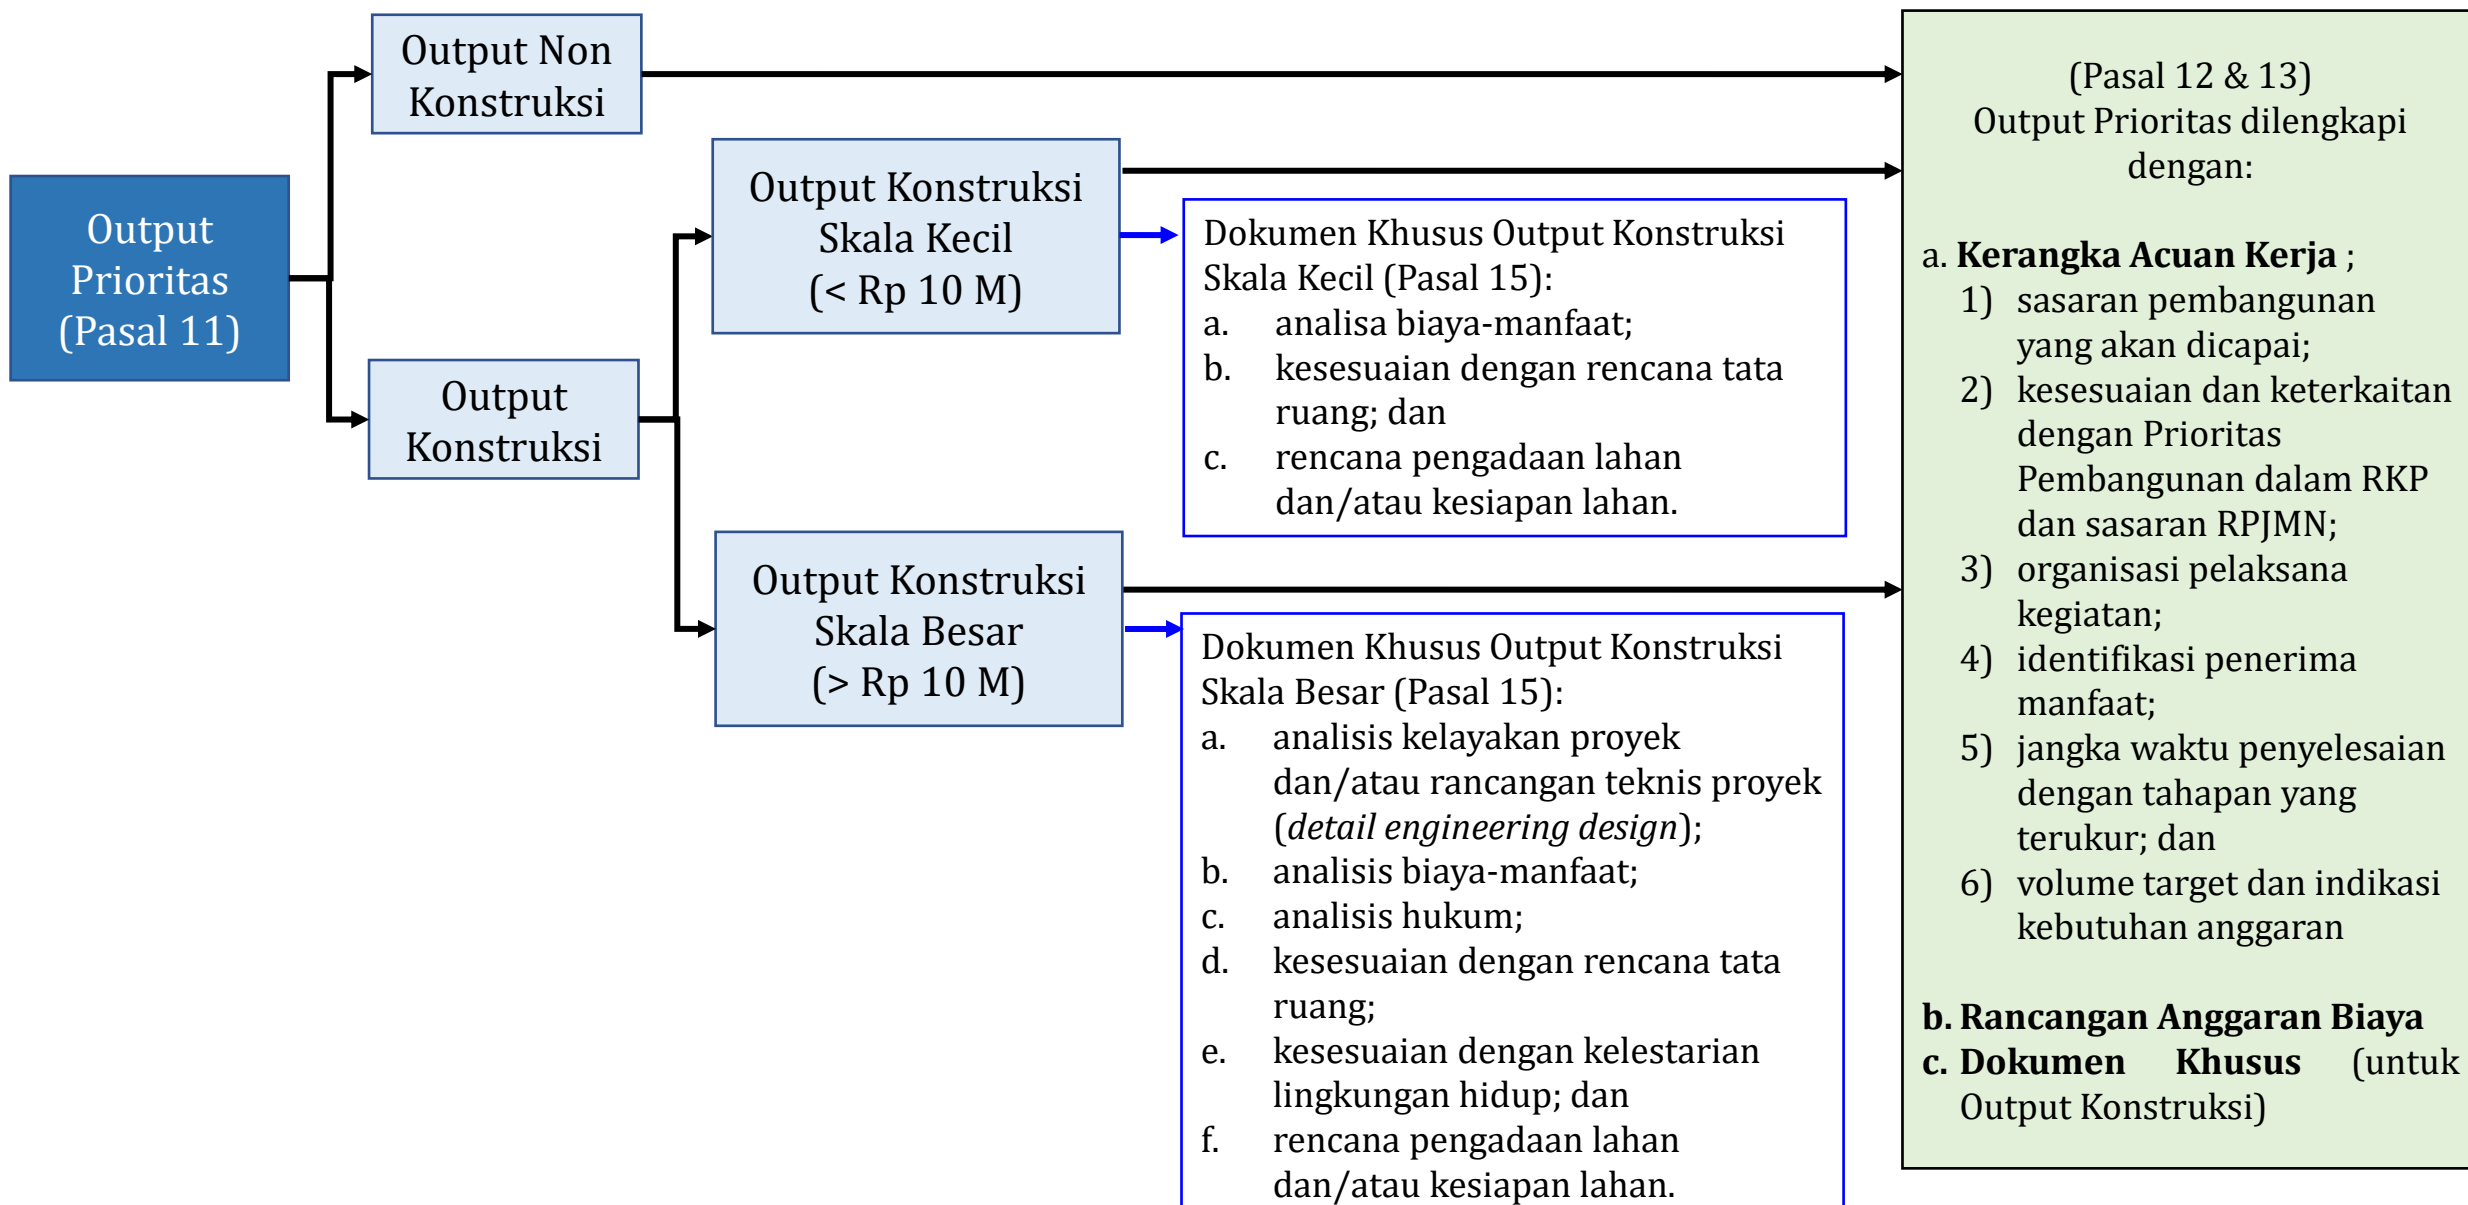 Output
Prioritas
(Pasal 11)
Output Non
Konstruksi
Output
Konstruksi
Output Konstruksi
Skala Kecil
(< Rp 10 M)
Output Konstruksi
Skala Besar
(> Rp 10 M)
Dokumen Khusus Output Konstruksi
Skala Kecil (Pasal 15):
a. analisa biaya-manfaat;
b. kesesuaian dengan rencana tata
ruang; dan
c. rencana pengadaan lahan
dan/atau kesiapan lahan.
Dokumen Khusus Output Konstruksi
Skala Besar (Pasal 15):
a. analisis kelayakan proyek
dan/atau rancangan teknis proyek
(detail engineering design);
b. analisis biaya-manfaat;
c. analisis hukum;
d. kesesuaian dengan rencana tata
ruang;
e. kesesuaian dengan kelestarian
lingkungan hidup; dan
f. rencana pengadaan lahan
dan/atau kesiapan lahan.
(Pasal 12 & 13)
Output Prioritas dilengkapi
dengan:
a. Kerangka Acuan Kerja ;
1) sasaran pembangunan
yang akan dicapai;
2) kesesuaian dan keterkaitan
dengan Prioritas
Pembangunan dalam RKP
dan sasaran RPJMN;
3) organisasi pelaksana
kegiatan;
4) identifikasi penerima
manfaat;
5) jangka waktu penyelesaian
dengan tahapan yang
terukur; dan
6) volume target dan indikasi
kebutuhan anggaran
b. Rancangan Anggaran Biaya
c. Dokumen Khusus (untuk
Output Konstruksi)